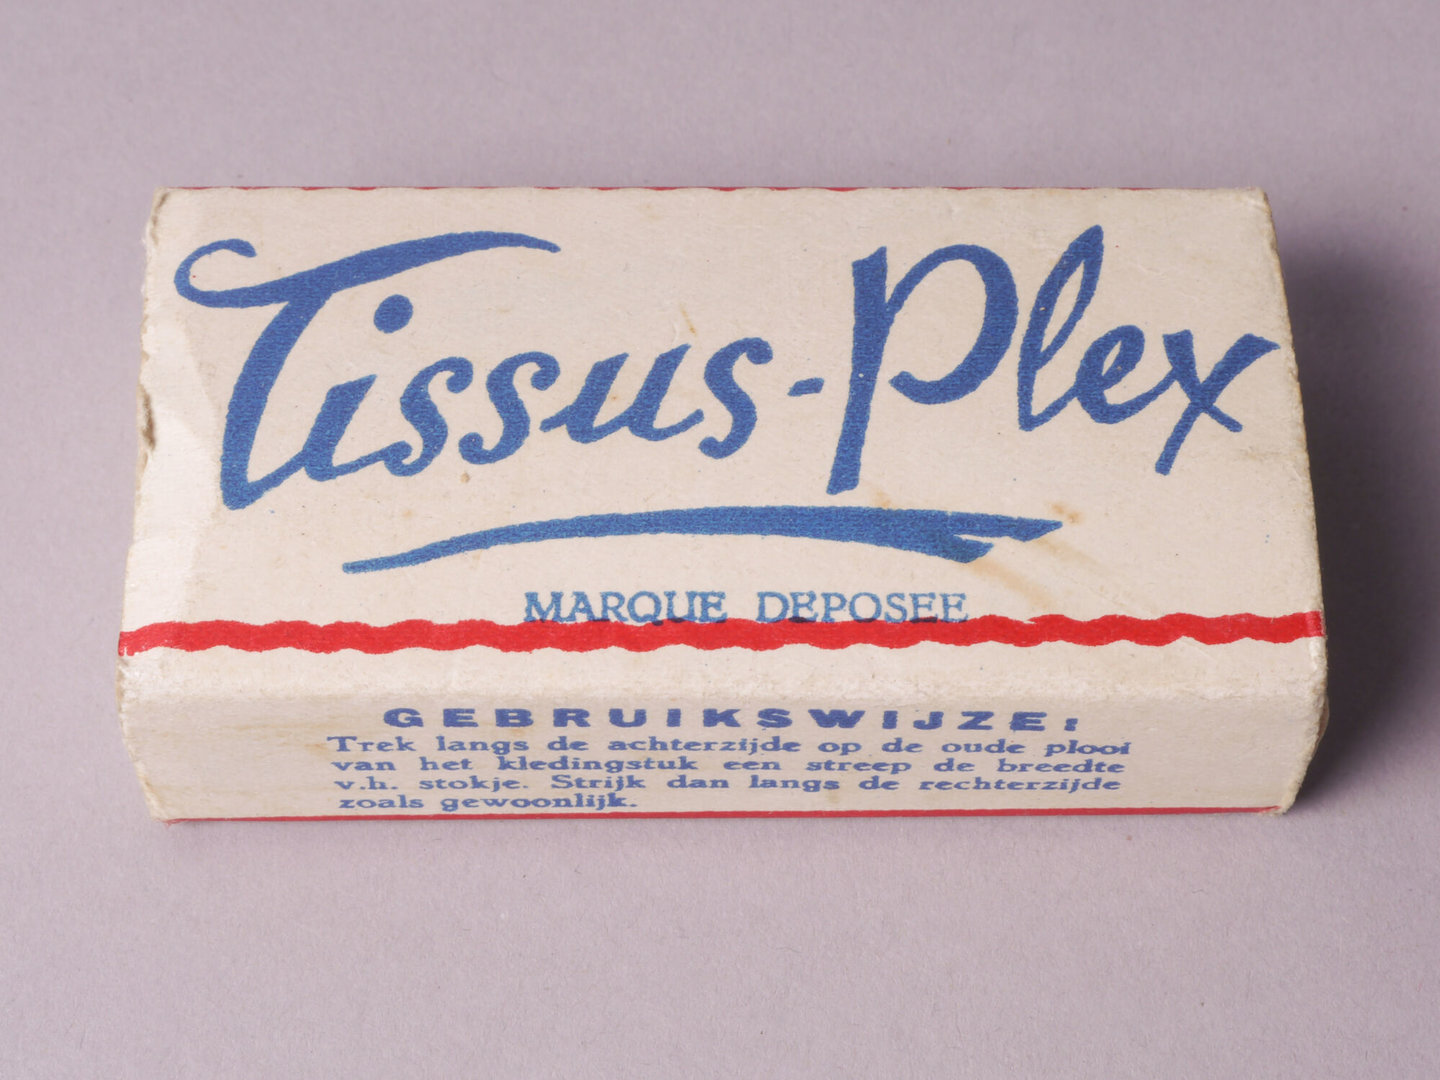 Tissus-Plex
MARQUE DEPOSEE
GEBRUIKSWIJZE:
Trek langs de achterzijde op de oude plooi
van het kledingstuk een streep de breedte
v.h. stokje. Strijk dan langs de rechterzijde
zoals gewoonlijk.